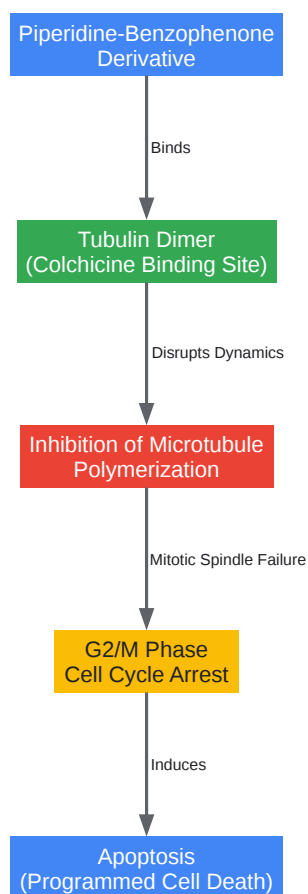 Piperidine-Benzophenone
Derivative
Binds
Tubulin Dimer
(Colchicine Binding Site)
Disrupts Dynamics
Inhibition of Microtubule
Polymerization
Mitotic Spindle Failure
G2/M Phase
Cell Cycle Arrest
Induces
Apoptosis
(Programmed Cell Death)